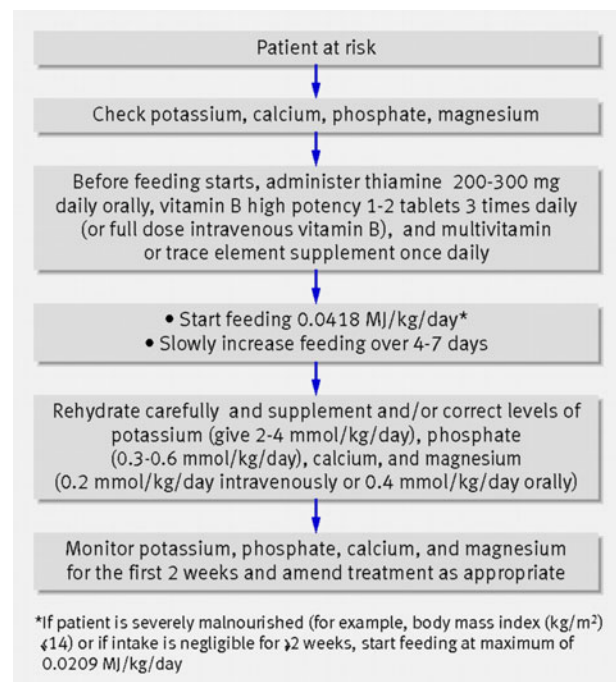 Patient at risk
Check potassium, calcium, phosphate, magnesium
Before feeding starts, administer thiamine 200-300 mg
daily orally, vitamin B high potency 1-2 tablets 3 times daily
(or full dose intravenous vitamin B), and multivitamin
or trace element supplement once daily
• Start feeding 0.0418 MJ/kg/day*
• Slowly increase feeding over 4-7 days
Rehydrate carefully and supplement and/or correct levels of
potassium (give 2-4 mmol/kg/day), phosphate
(0.3-0.6 mmol/kg/day), calcium, and magnesium
(0.2 mmol/kg/day intravenously or 0.4 mmol/kg/day orally)
Monitor potassium, phosphate, calcium, and magnesium
for the first 2 weeks and amend treatment as appropriate
*If patient is severely malnourished (for example, body mass index (kg/m²)
≤14) or if intake is negligible for ≥2 weeks, start feeding at maximum of
0.0209 MJ/kg/day